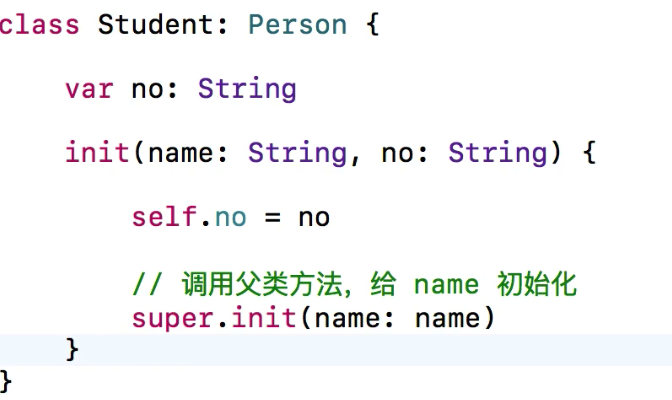 class Student: Person {
var no: String
init(name: String, no: String) {
self.no = no
// 调用父类方法，给 name 初始化
super.init(name: name)
}
}